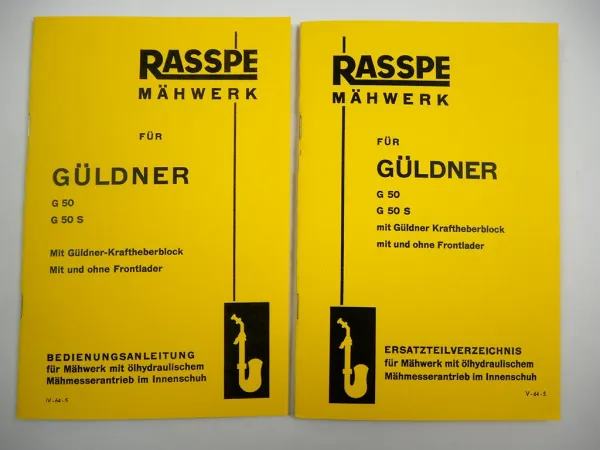 RASSPE
MÄHWERK
FÜR
GÜLDNER
G 50
G 50 S
Mit Güldner-Kraftheberblock
Mit und ohne Frontlader
BEDIENUNGSANLEITUNG
für Mähwerk mit ölhydraulischem
Mähmesserantrieb im Innenschuh
IV - 64 - 5
RASSPE
MÄHWERK
FÜR
GÜLDNER
G 50
G 50 S
mit Güldner Kraftheberblock
mit und ohne Frontlader
ERSATZTEILVERZEICHNIS
für Mähwerk mit ölhydraulischem
Mähmesserantrieb im Innenschuh
V - 64 - 5